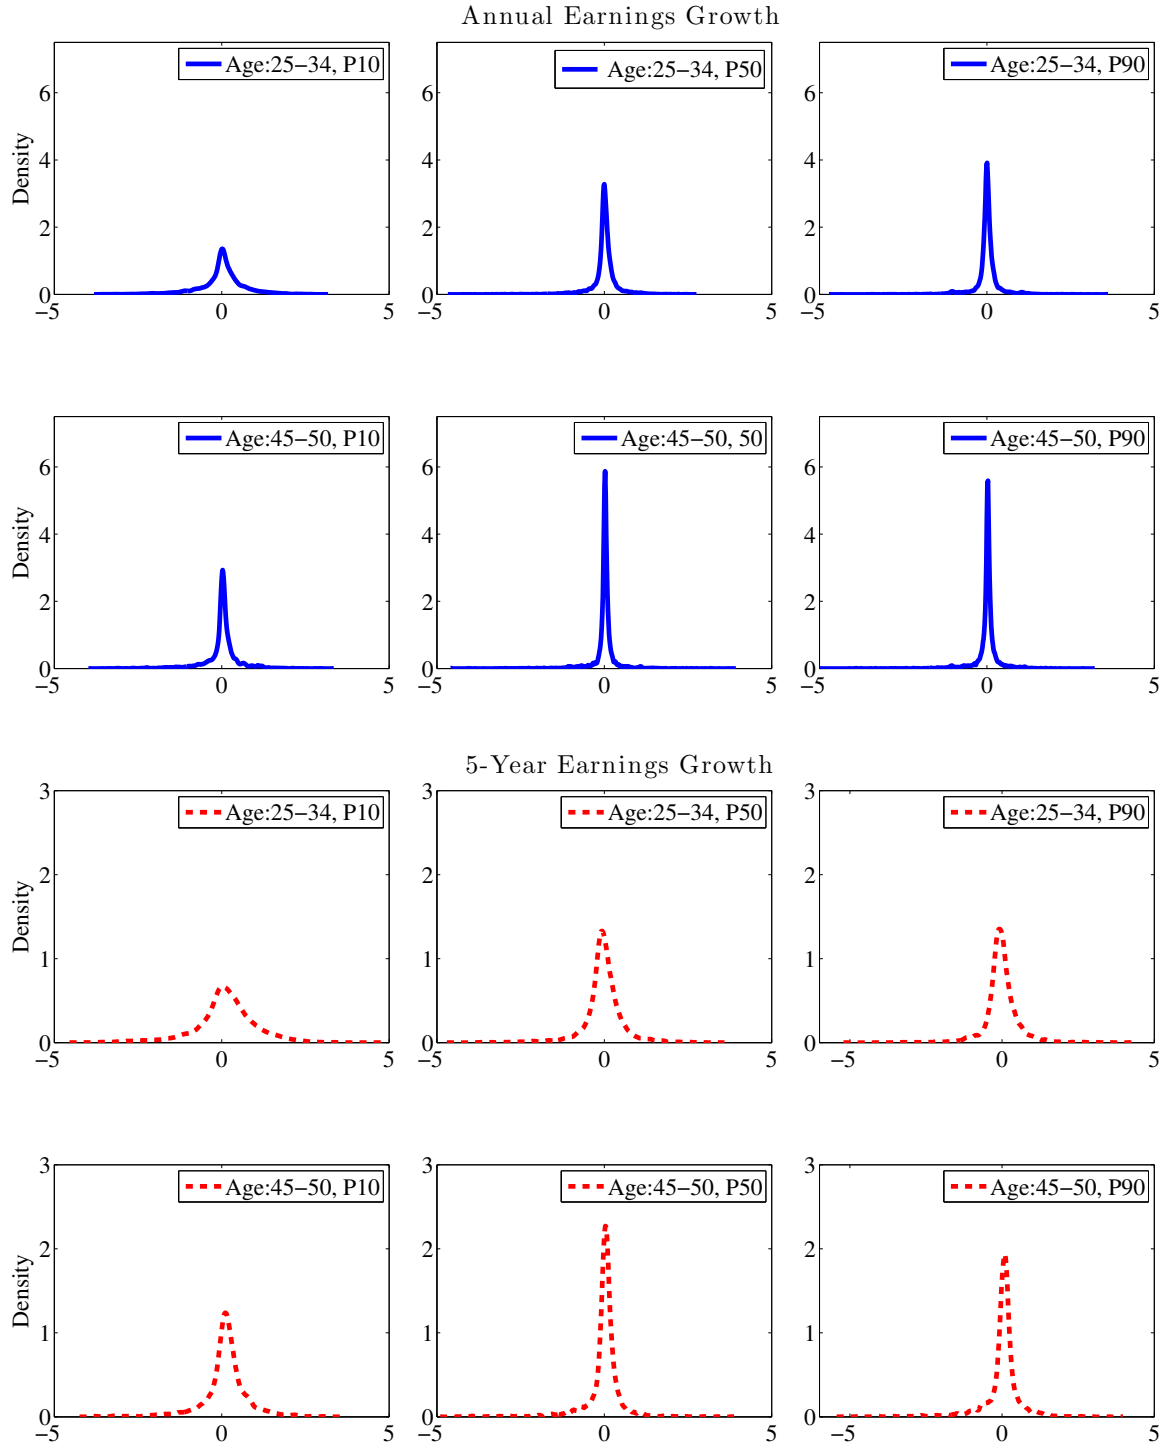 Annual Earnings Growth
Age:25−34, P10
Age:25−34, P50
Age:25−34, P90
Density
6
4
2
0
−5 0 5
6
4
2
0
−5 0 5
6
4
2
0
−5 0 5
Age:45−50, P10
Age:45−50, 50
Age:45−50, P90
Density
6
4
2
0
−5 0 5
6
4
2
0
−5 0 5
6
4
2
0
−5 0 5
5-Year Earnings Growth
Age:25−34, P10
Age:25−34, P50
Age:25−34, P90
Density
3
2
1
0
−5 0 5
3
2
1
0
−5 0 5
3
2
1
0
−5 0 5
Age:45−50, P10
Age:45−50, P50
Age:45−50, P90
Density
3
2
1
0
−5 0 5
3
2
1
0
−5 0 5
3
2
1
0
−5 0 5